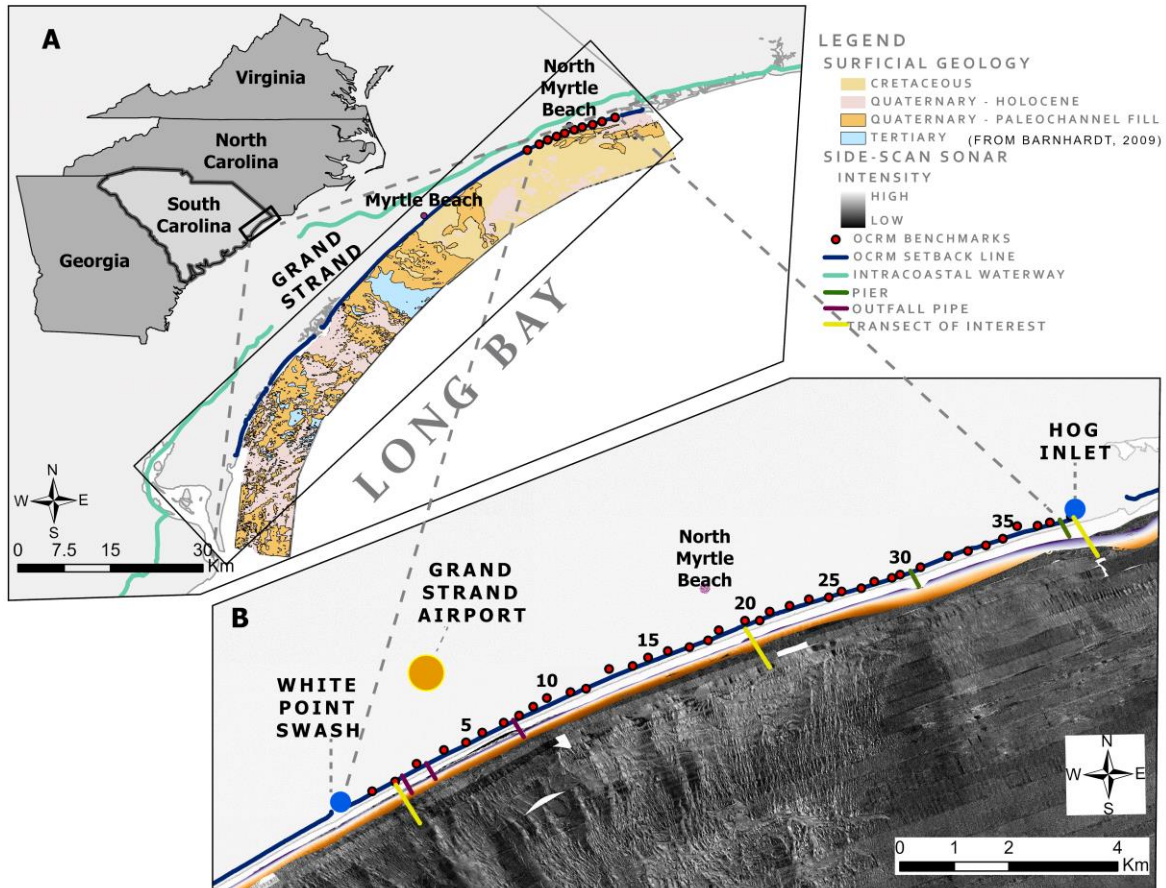 A
Virginia
North
Carolina
South
Carolina
Georgia
North
Myrtle
Beach
Myrtle Beach
GRAND
STRAND
LONG BAY
N
W E
S
0 7.5 15 30
Km
LEGEND
SURFICIAL GEOLOGY
CRETACEOUS
QUATERNARY - HOLOCENE
QUATERNARY - PALEOCHANNEL FILL
TERTIARY (FROM BARNHARDT, 2009)
SIDE-SCAN SONAR
INTENSITY
HIGH
LOW
OCRM BENCHMARKS
OCRM SETBACK LINE
INTRACOASTAL WATERWAY
PIER
OUTFALL PIPE
TRANSECT OF INTEREST
B
WHITE
POINT
SWASH
GRAND
STRAND
AIRPORT
North
Myrtle
Beach
HOG
INLET
5
10
15
20
25
30
35
N
W E
S
0 1 2 4
Km